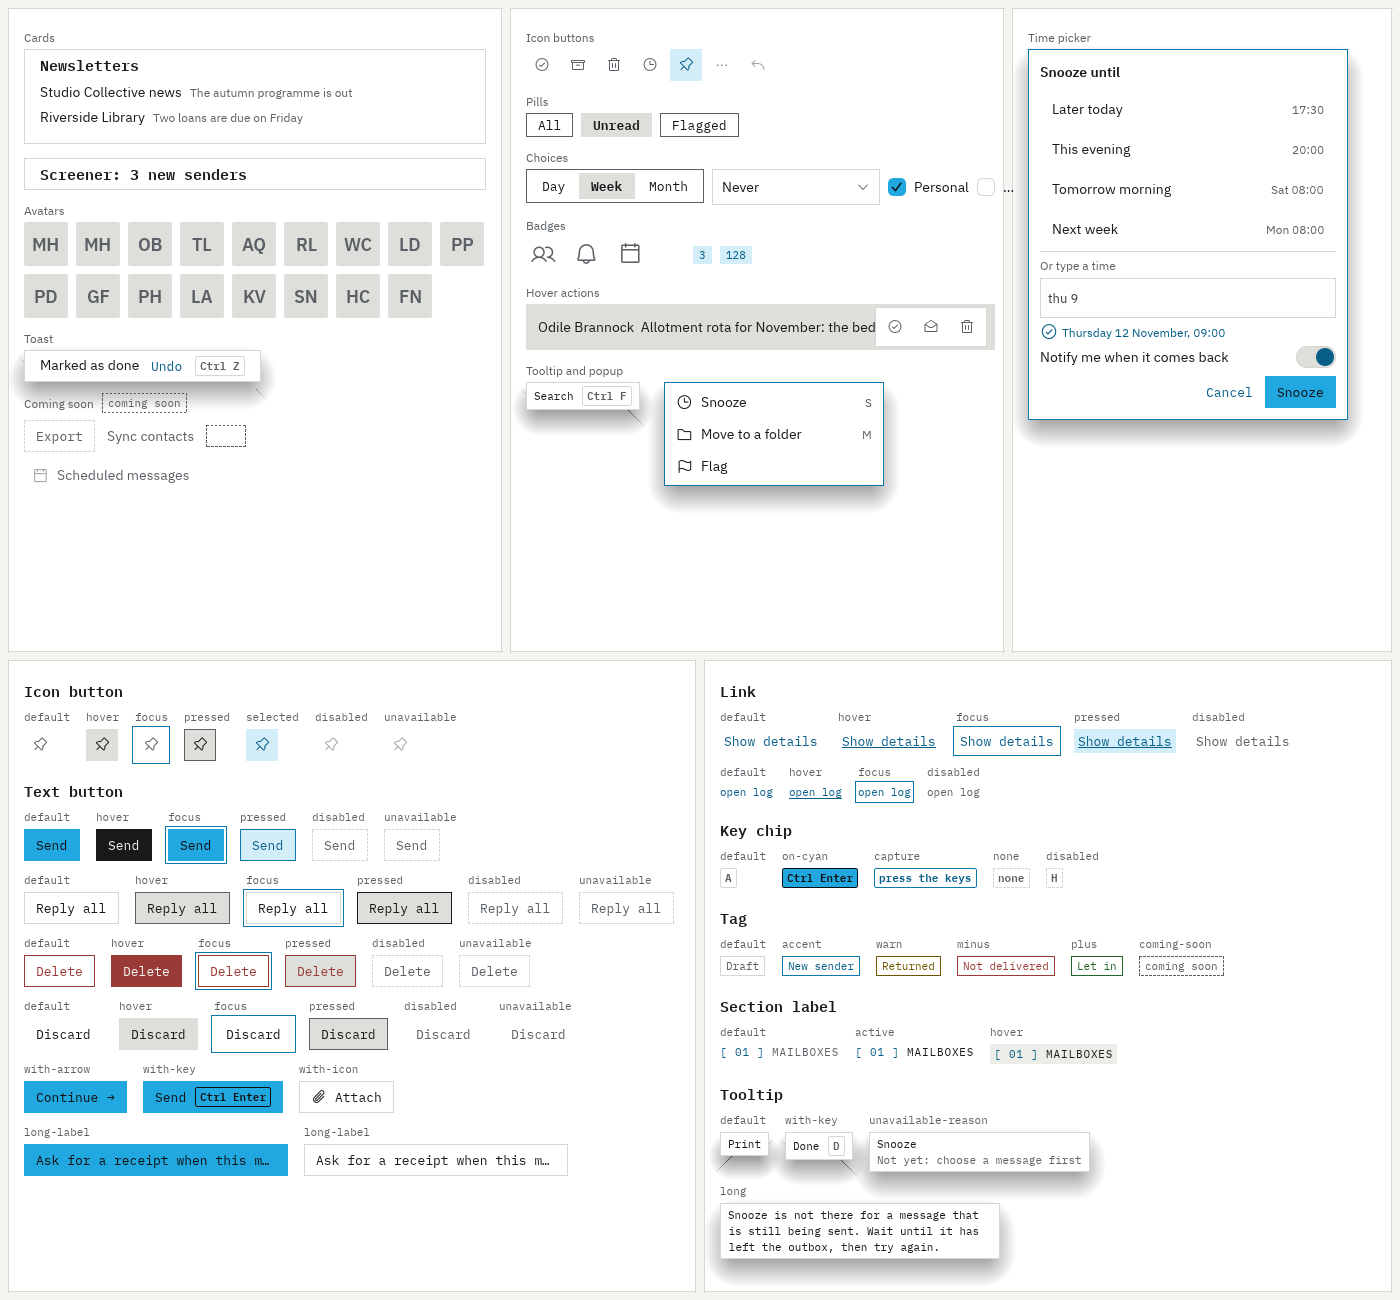 Cards
Newsletters
Studio Collective news The autumn programme is out
Riverside Library Two loans are due on Friday
Screener: 3 new senders
Avatars
MH MH OB TL AQ RL WC LD PP
PD GF PH LA KV SN HC FN
Toast
Marked as done Undo Ctrl Z
Coming soon coming soon
Export Sync contacts
Scheduled messages
Icon buttons
Pills
All Unread Flagged
Choices
Day Week Month Never Personal ...
Badges
3 128
Hover actions
Odile Brannock Allotment rota for November: the bed
Tooltip and popup
Search Ctrl F
Snooze S
Move to a folder M
Flag
Time picker
Snooze until
Later today 17:30
This evening 20:00
Tomorrow morning Sat 08:00
Next week Mon 08:00
Or type a time
thu 9
Thursday 12 November, 09:00
Notify me when it comes back
Cancel Snooze
Icon button
default hover focus pressed selected disabled unavailable
Text button
default hover focus pressed disabled unavailable
Send Send Send Send Send Send
default hover focus pressed disabled unavailable
Reply all Reply all Reply all Reply all Reply all Reply all
default hover focus pressed disabled unavailable
Delete Delete Delete Delete Delete Delete
default hover focus pressed disabled unavailable
Discard Discard Discard Discard Discard Discard
with-arrow with-key with-icon
Continue → Send Ctrl Enter Attach
long-label long-label
Ask for a receipt when this m… Ask for a receipt when this m…
Link
default hover focus pressed disabled
Show details Show details Show details Show details Show details
default hover focus disabled
open log open log open log open log
Key chip
default on-cyan capture none disabled
A Ctrl Enter press the keys none H
Tag
default accent warn minus plus coming-soon
Draft New sender Returned Not delivered Let in coming soon
Section label
default active hover
[ 01 ] MAILBOXES [ 01 ] MAILBOXES [ 01 ] MAILBOXES
Tooltip
default with-key unavailable-reason
Print Done D Snooze
Not yet: choose a message first
long
Snooze is not there for a message that
is still being sent. Wait until it has
left the outbox, then try again.